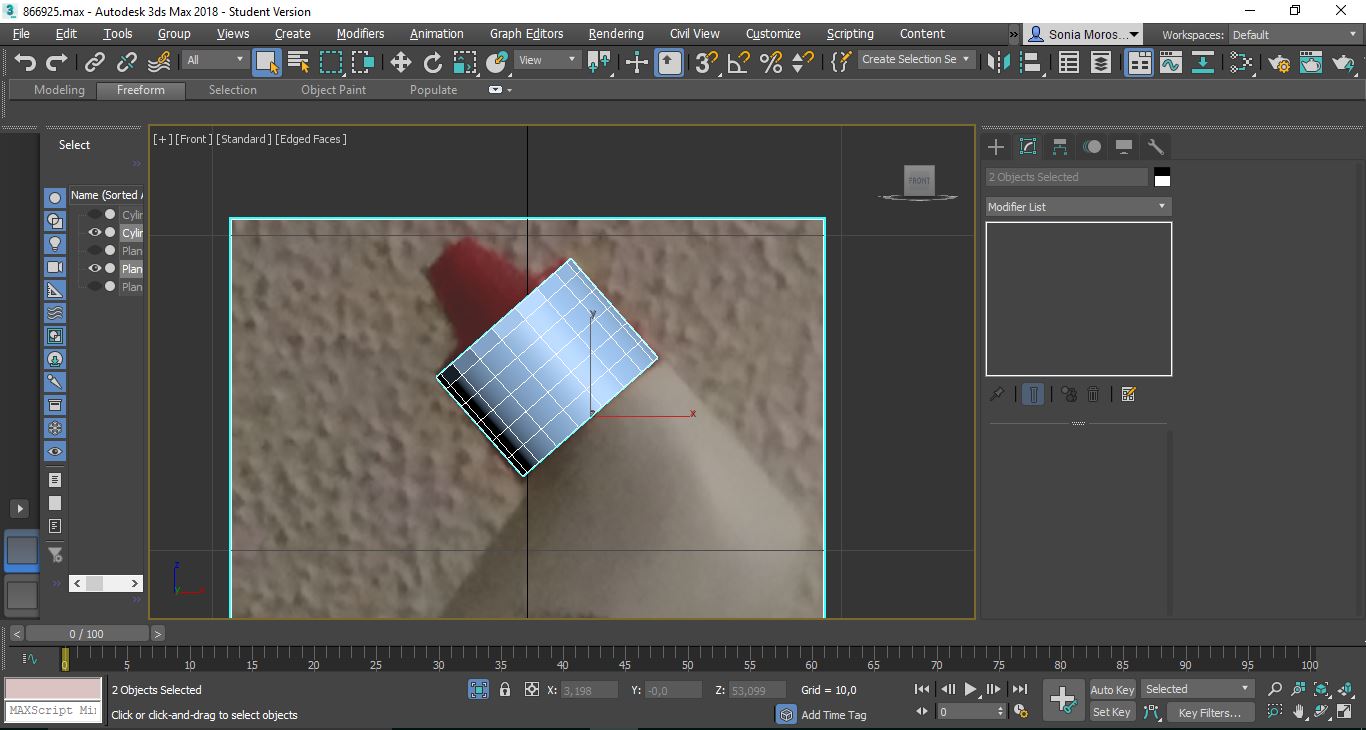 866925.max - Autodesk 3ds Max 2018 - Student Version
File Edit Tools Group Views Create Modifiers Animation Graph Editors Rendering Civil View Customize Scripting Content » Sonia Moros... Workspaces: Default
All View 3 Create Selection Se
Modeling Freeform Selection Object Paint Populate
Select
[+] [Front ] [Standard ] [Edged Faces ]
»
FRONT
2 Objects Selected
Name (Sorted A
Modifier List
Cylin
Cylin
Plan
Plan
Plan
y
x
z
z
x
y
< >
»
»
< 0 / 100 >
0 5 10 15 20 25 30 35 40 45 50 55 60 65 70 75 80 85 90 95 100
2 Objects Selected X: 3,198 Y: -0,0 Z: 53,099 Grid = 10,0 Auto Key Selected
MAXScript Mi
Click or click-and-drag to select objects Add Time Tag 0 Set Key Key Filters...